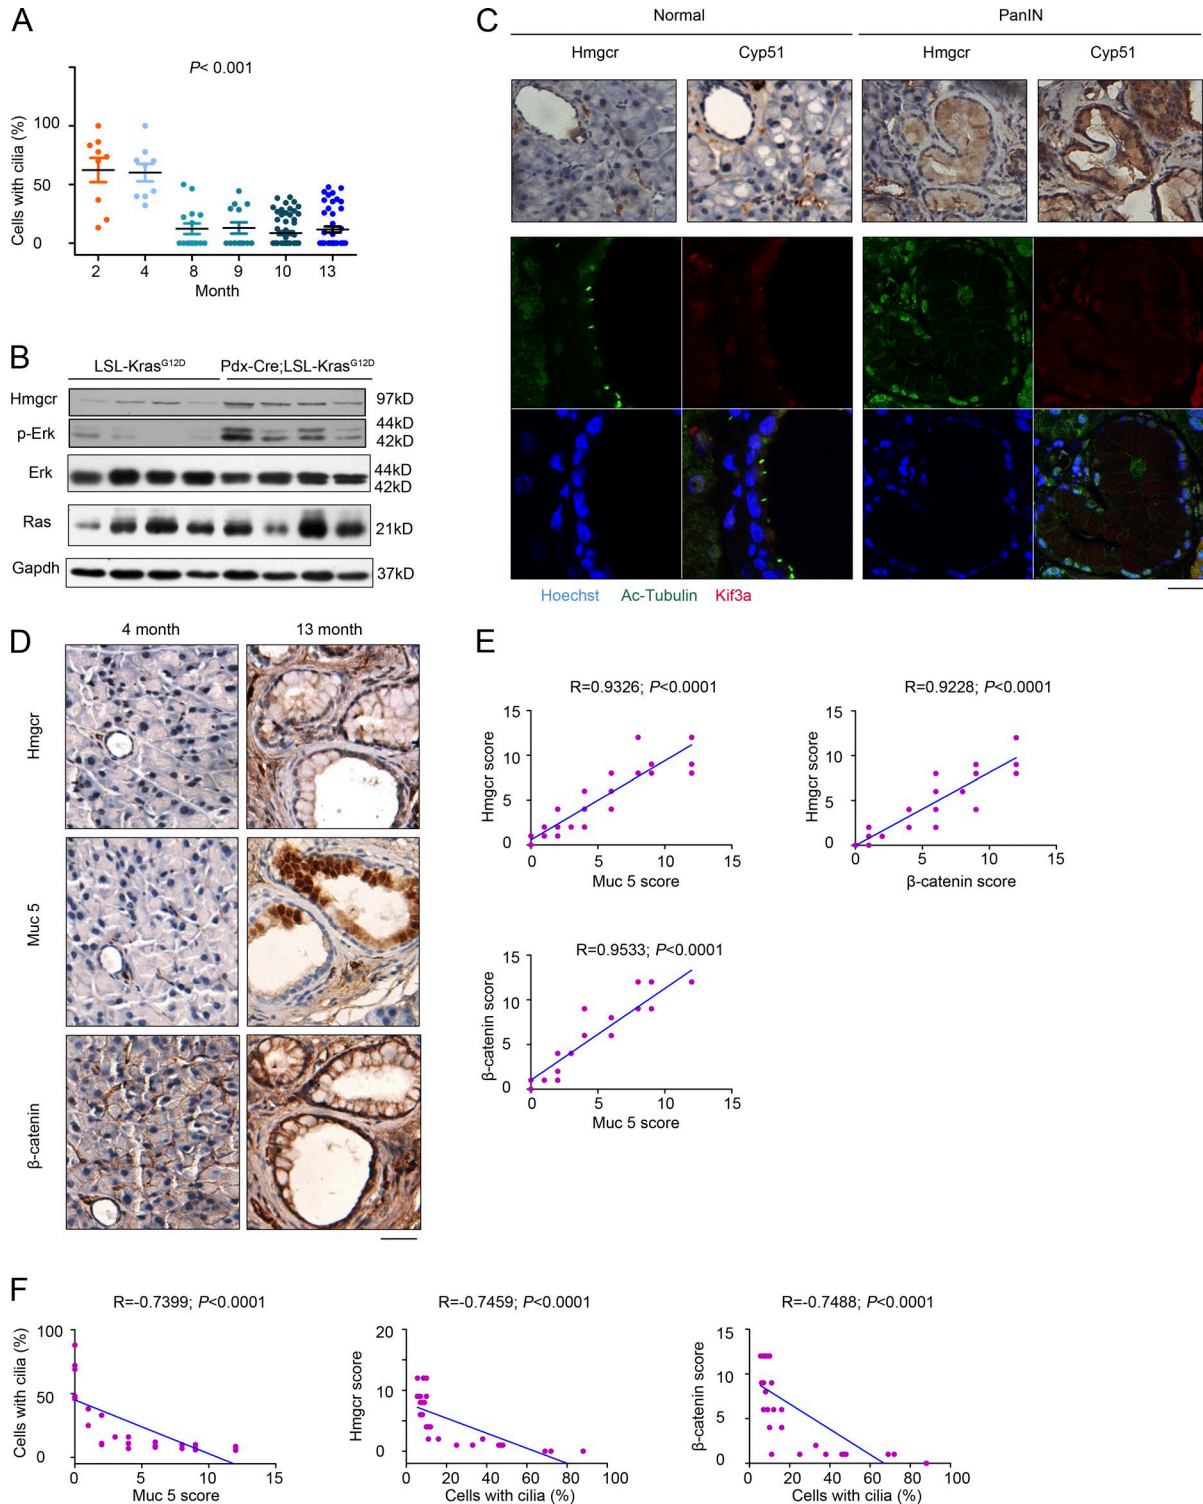 A
P< 0.001
Cells with cilia (%)
100
50
0
2 4 8 9 10 13
Month
B
LSL-KrasG12D Pdx-Cre;LSL-KrasG12D
Hmgcr 97kD
p-Erk 44kD
42kD
Erk 44kD
42kD
Ras 21kD
Gapdh 37kD
C
Normal PanIN
Hmgcr Cyp51 Hmgcr Cyp51
Hoechst Ac-Tubulin Kif3a
D
4 month 13 month
Hmgcr
Muc 5
β-catenin
E
R=0.9326; P<0.0001
Hmgcr score
15
10
5
0
0 5 10 15
Muc 5 score
R=0.9228; P<0.0001
Hmgcr score
15
10
5
0
0 5 10 15
β-catenin score
R=0.9533; P<0.0001
β-catenin score
15
10
5
0
0 5 10 15
Muc 5 score
F
R=-0.7399; P<0.0001
Cells with cilia (%)
100
50
0
0 5 10 15
Muc 5 score
R=-0.7459; P<0.0001
Hmgcr score
20
10
0
0 20 40 60 80 100
Cells with cilia (%)
R=-0.7488; P<0.0001
β-catenin score
15
10
5
0
0 20 40 60 80 100
Cells with cilia (%)